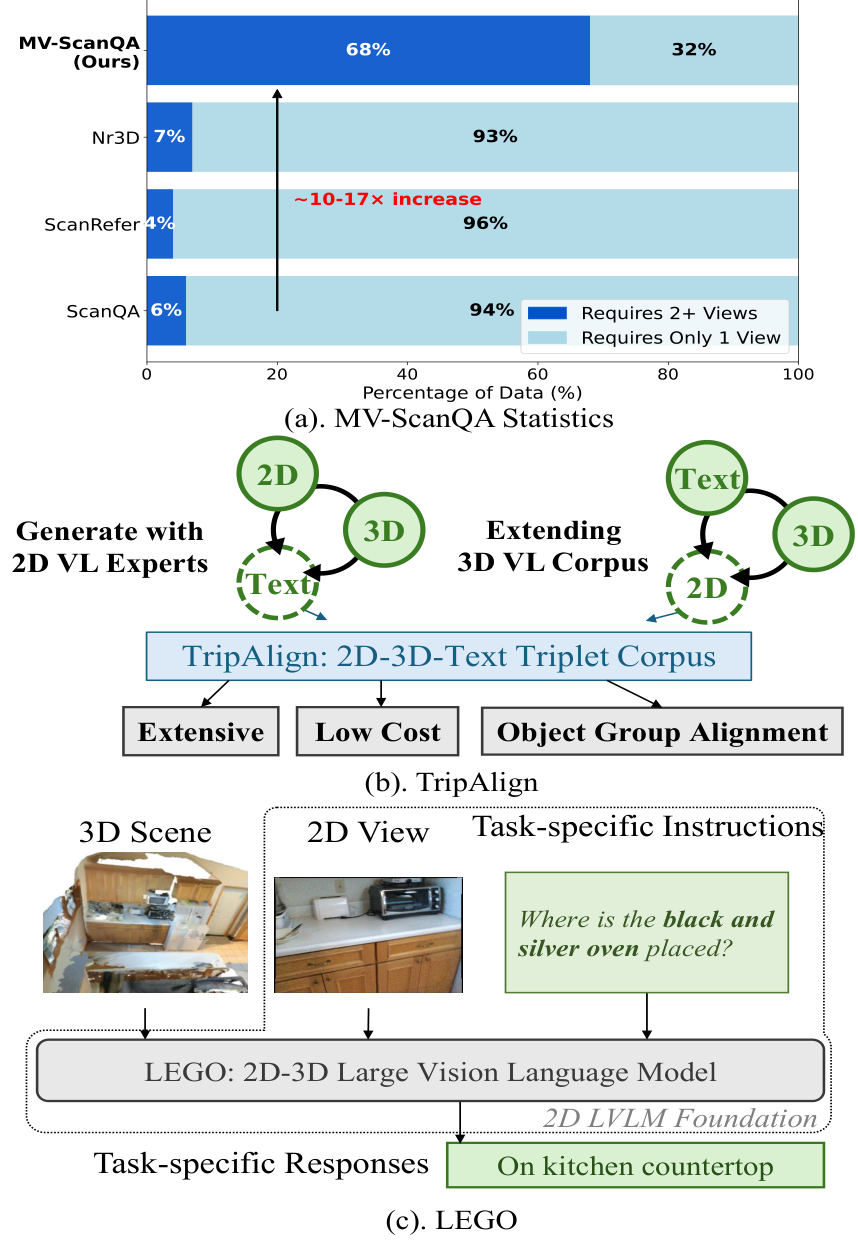 MV-ScanQA
(Ours)
68%
32%
Nr3D
7%
93%
~10-17× increase
ScanRefer
4%
96%
ScanQA
6%
94%
Requires 2+ Views
Requires Only 1 View
0
20
40
60
80
100
Percentage of Data (%)
(a). MV-ScanQA Statistics
2D
3D
Text
Generate with
2D VL Experts
Text
3D
2D
Extending
3D VL Corpus
TripAlign: 2D-3D-Text Triplet Corpus
Extensive
Low Cost
Object Group Alignment
(b). TripAlign
3D Scene
2D View
Task-specific Instructions
Where is the black and
silver oven placed?
LEGO: 2D-3D Large Vision Language Model
2D LVLM Foundation
Task-specific Responses
On kitchen countertop
(c). LEGO